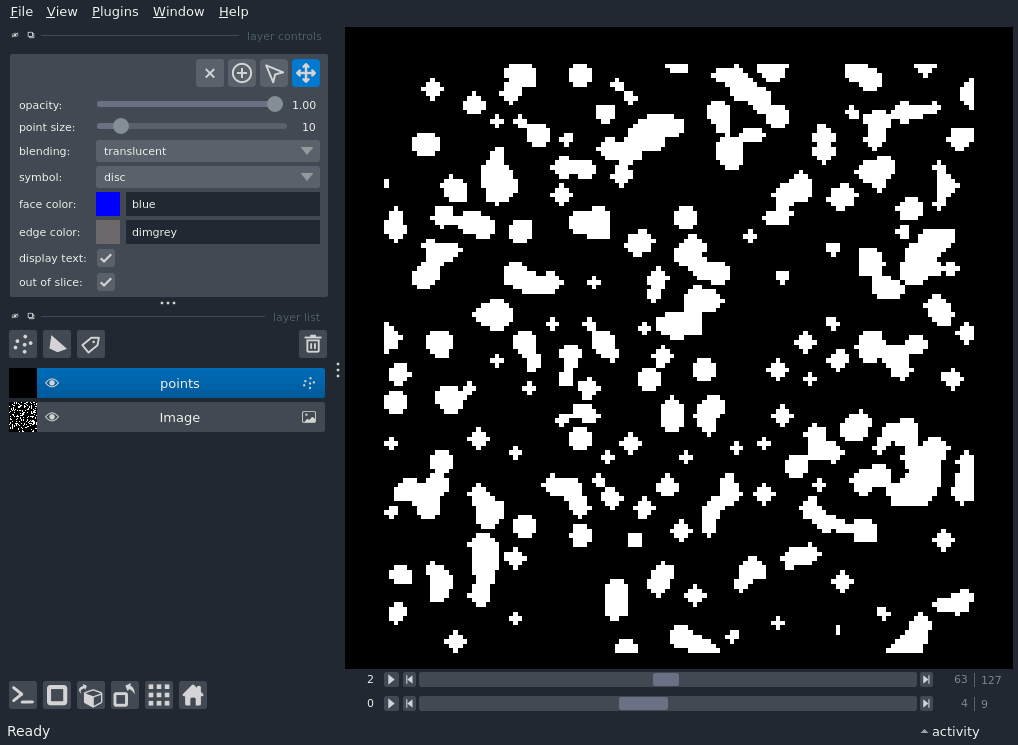 File View Plugins Window Help
layer controls
opacity: 1.00
point size: 10
blending: translucent
symbol: disc
face color: blue
edge color: dimgrey
display text:
out of slice:
layer list
points
Image
2 63 127
0 4 9
Ready activity